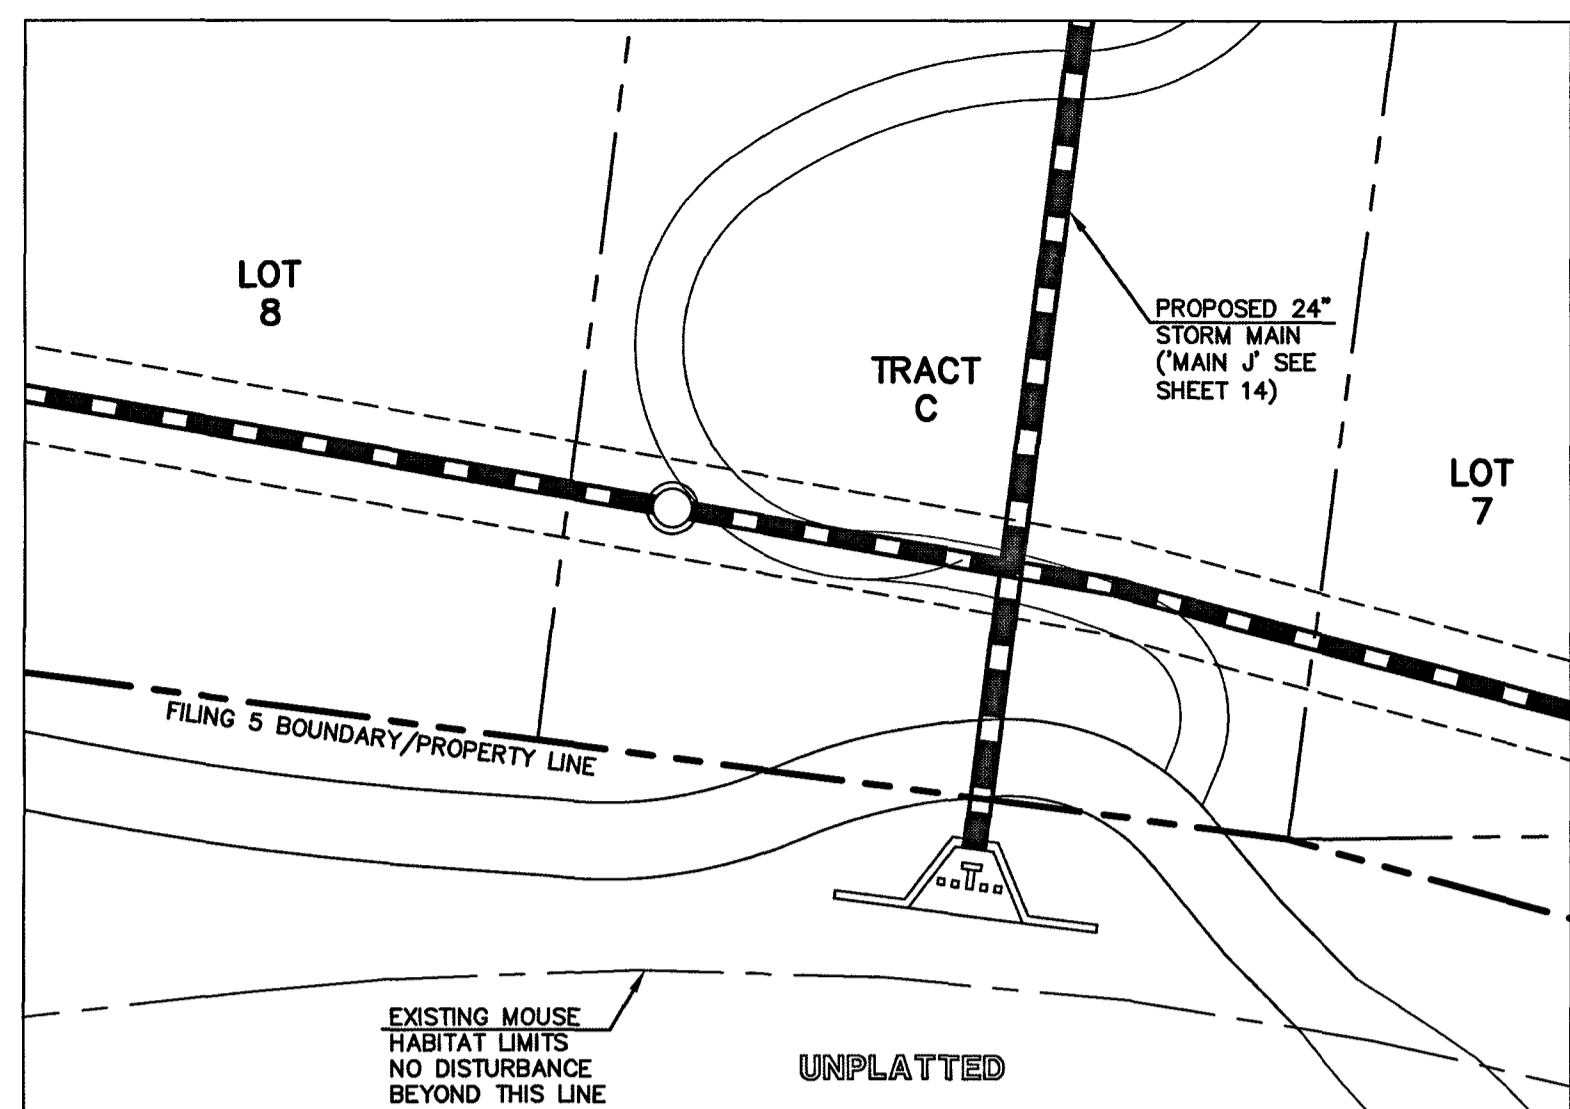 LOT
8
PROPOSED 24"
STORM MAIN
('MAIN J' SEE
SHEET 14)
TRACT
C
LOT
7
FILING 5 BOUNDARY/PROPERTY LINE
EXISTING MOUSE
HABITAT LIMITS
NO DISTURBANCE
BEYOND THIS LINE
UNPLATTED